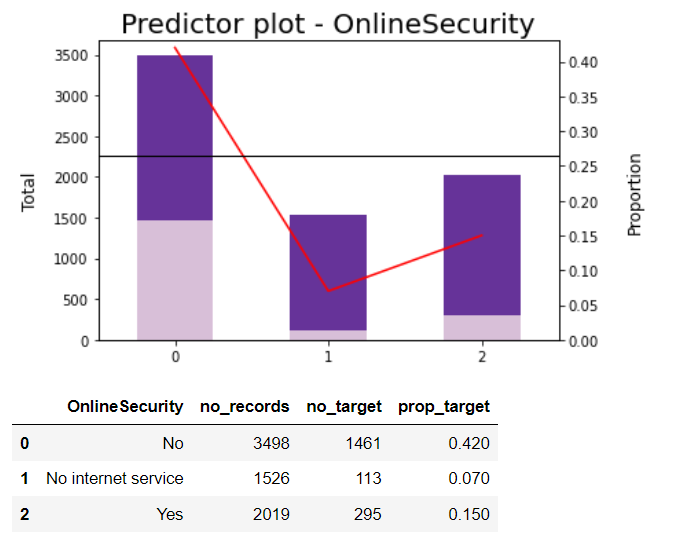 Predictor plot - OnlineSecurity
Total
3500
3000
2500
2000
1500
1000
500
0
0 1 2
0.40
0.35
0.30
0.25
0.20
0.15
0.10
0.05
0.00
Proportion
OnlineSecurity no_records no_target prop_target
0 No 3498 1461 0.420
1 No internet service 1526 113 0.070
2 Yes 2019 295 0.150